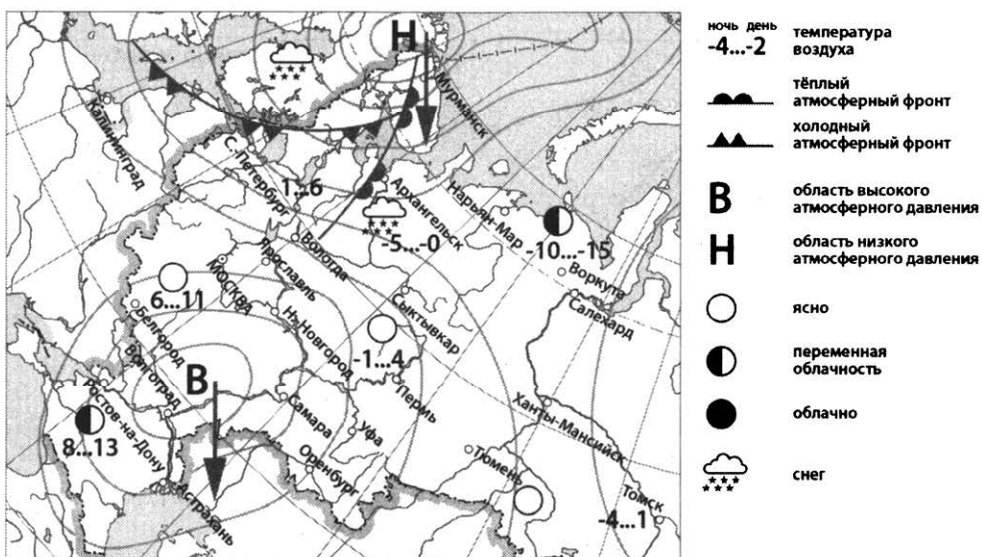 Н
Мурманск
Калининград
С. Петербург
1...6
Архангельск
-5...-0
Нарьян-Мар
-10...-15
Воркута
Салехард
Вологда
Ярославль
МОСКВА
6...11
Сыктывкар
Белгород
Н. Новгород
-1...4
Волгоград
В
Пермь
Самара
Уфа
Ханты-Мансийск
Ростов-на-Дону
8...13
Оренбург
Тюмень
Астрахань
Томск
-4...1
ночь день
-4...-2
температура
воздуха
тёплый
атмосферный фронт
холодный
атмосферный фронт
В
область высокого
атмосферного давления
Н
область низкого
атмосферного давления
ясно
переменная
облачность
облачно
снег